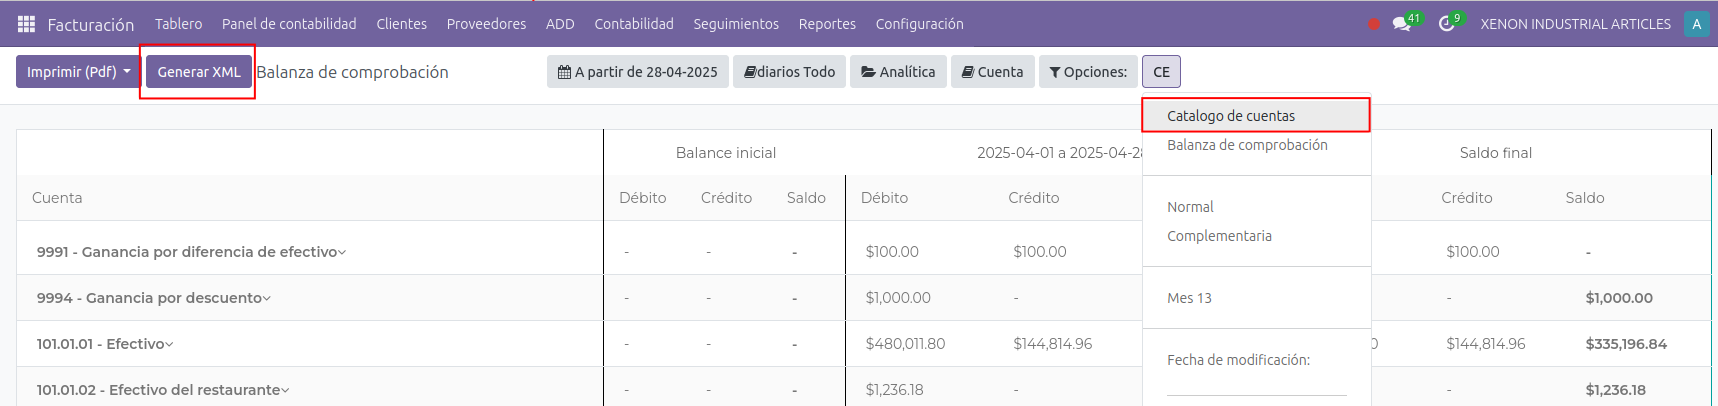 Facturación Tablero Panel de contabilidad Clientes Proveedores ADD Contabilidad Seguimientos Reportes Configuración 41 9 XENON INDUSTRIAL ARTICLES A
Imprimir (Pdf) Generar XML Balanza de comprobación A partir de 28-04-2025 diarios Todo Analítica Cuenta Opciones: CE
Catalogo de cuentas
Balanza de comprobación
Normal
Complementaria
Mes 13
Fecha de modificación:
Balance inicial 2025-04-01 a 2025-04-28 Saldo final
Cuenta Débito Crédito Saldo Débito Crédito Crédito Saldo
9991 - Ganancia por diferencia de efectivo - - - $100.00 $100.00 $100.00 -
9994 - Ganancia por descuento - - - $1,000.00 - - $1,000.00
101.01.01 - Efectivo - - - $480,011.80 $144,814.96 0 $144,814.96 $335,196.84
101.01.02 - Efectivo del restaurante - - - $1,236.18 - - $1,236.18